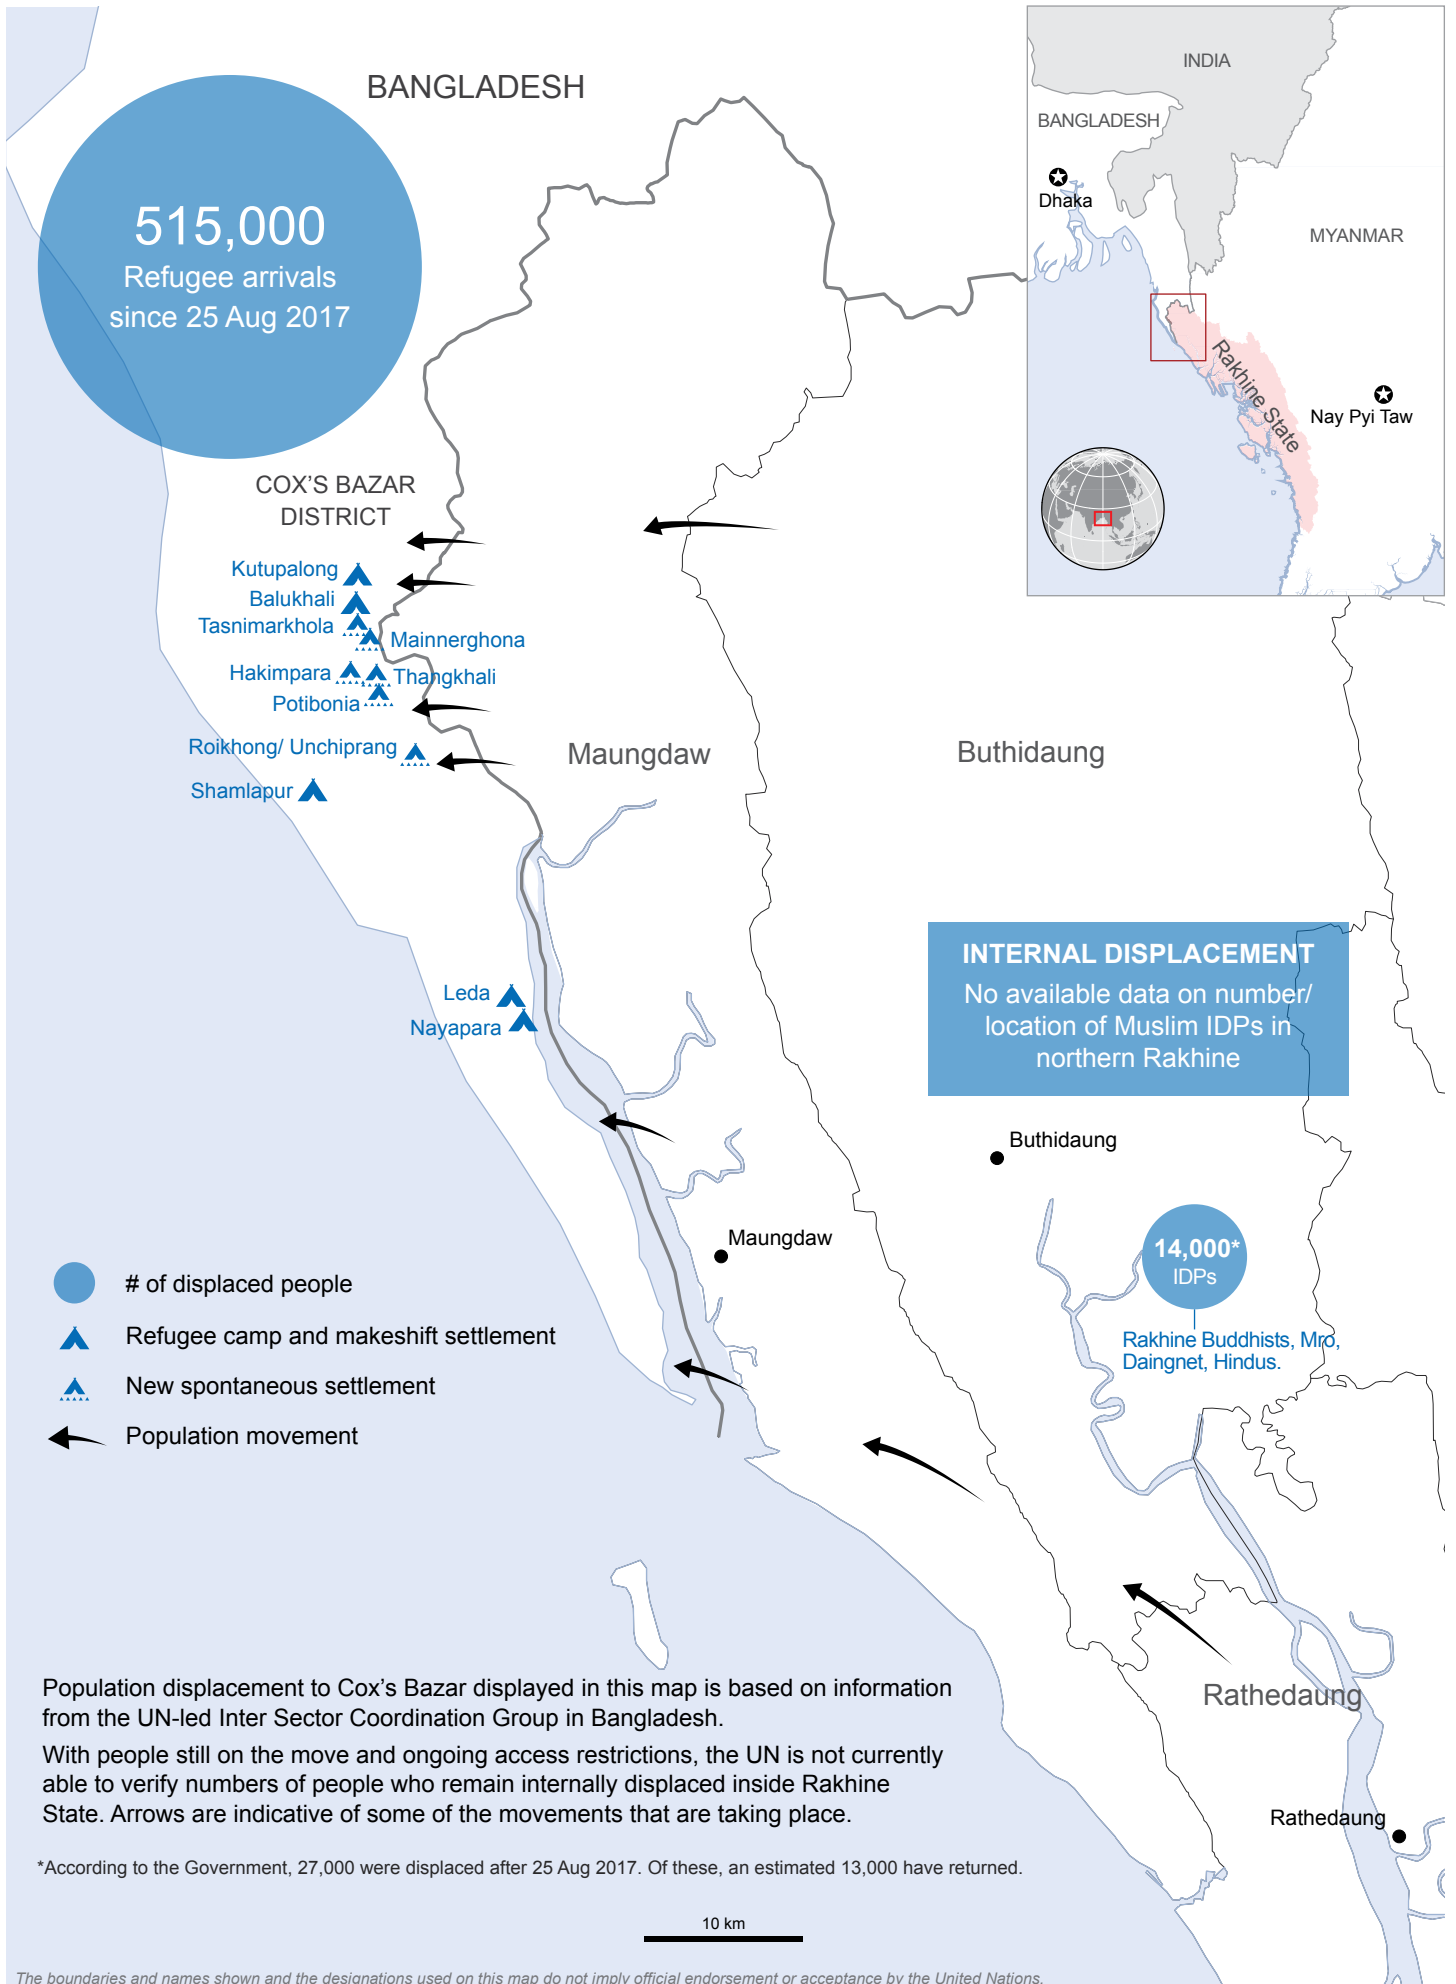 BANGLADESH
515,000
Refugee arrivals
since 25 Aug 2017
INDIA
BANGLADESH
Dhaka
MYANMAR
Rakhine State
Nay Pyi Taw
COX'S BAZAR
DISTRICT
Kutupalong
Balukhali
Tasnimarkhola
Mainnerghona
Hakimpara
Thangkhali
Potibonia
Roikhong/ Unchiprang
Shamlapur
Maungdaw
Buthidaung
INTERNAL DISPLACEMENT
No available data on number/
location of Muslim IDPs in
northern Rakhine
Leda
Nayapara
Buthidaung
Maungdaw
14,000*
IDPs
Rakhine Buddhists, Mro,
Daingnet, Hindus.
# of displaced people
Refugee camp and makeshift settlement
New spontaneous settlement
Population movement
Rathedaung
Rathedaung
Population displacement to Cox's Bazar displayed in this map is based on information
from the UN-led Inter Sector Coordination Group in Bangladesh.
With people still on the move and ongoing access restrictions, the UN is not currently
able to verify numbers of people who remain internally displaced inside Rakhine
State. Arrows are indicative of some of the movements that are taking place.
*According to the Government, 27,000 were displaced after 25 Aug 2017. Of these, an estimated 13,000 have returned.
10 km
The boundaries and names shown and the designations used on this map do not imply official endorsement or acceptance by the United Nations.